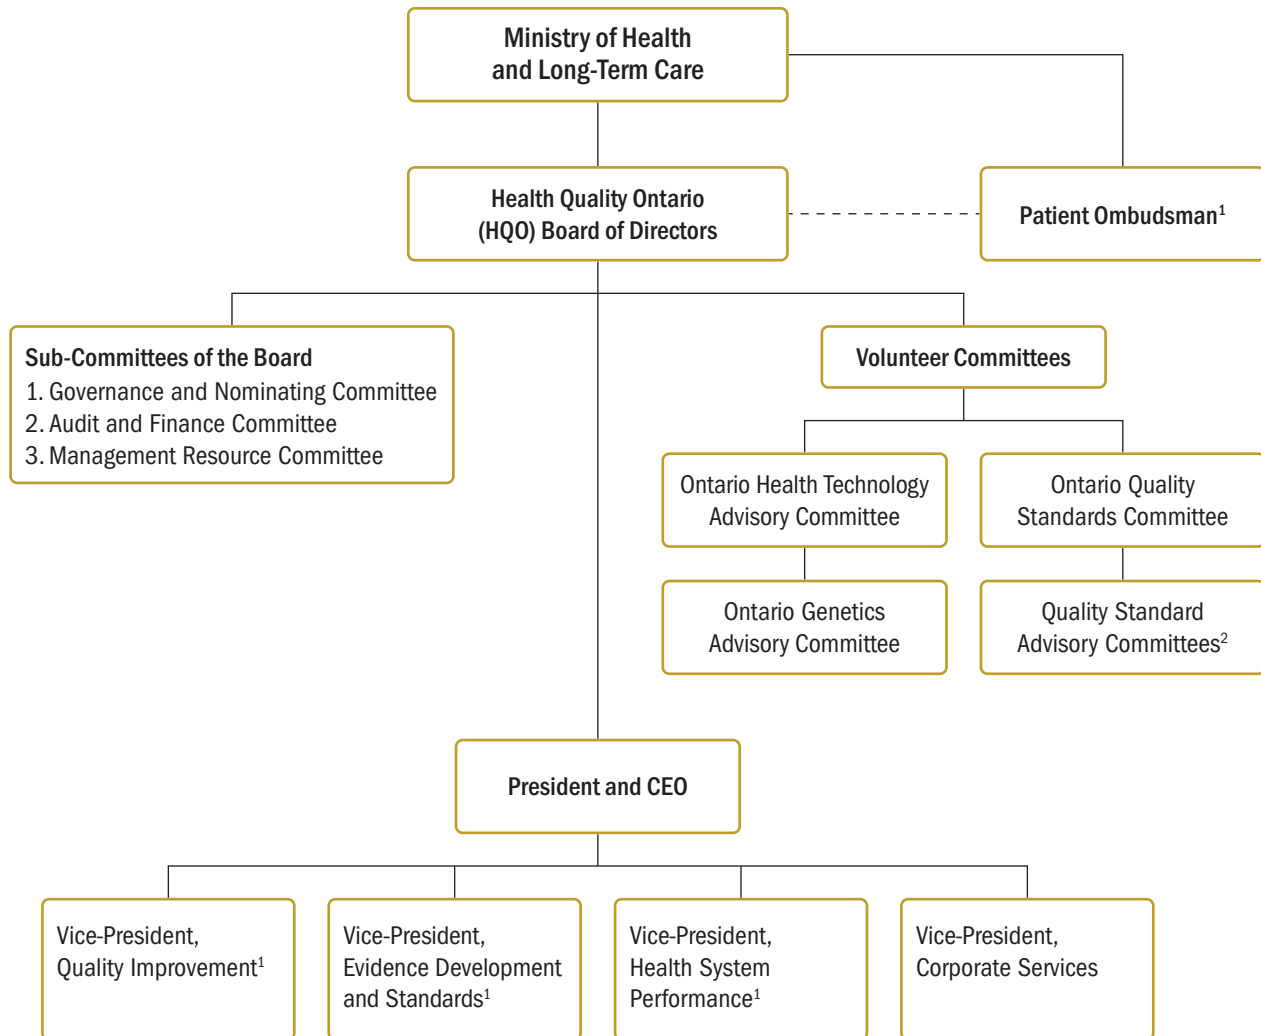 Ministry of Health
and Long-Term Care
Health Quality Ontario
(HQO) Board of Directors
Patient Ombudsman¹
Sub-Committees of the Board
1. Governance and Nominating Committee
2. Audit and Finance Committee
3. Management Resource Committee
Volunteer Committees
Ontario Health Technology
Advisory Committee
Ontario Quality
Standards Committee
Ontario Genetics
Advisory Committee
Quality Standard
Advisory Committees²
President and CEO
Vice-President,
Quality Improvement¹
Vice-President,
Evidence Development
and Standards¹
Vice-President,
Health System
Performance¹
Vice-President,
Corporate Services